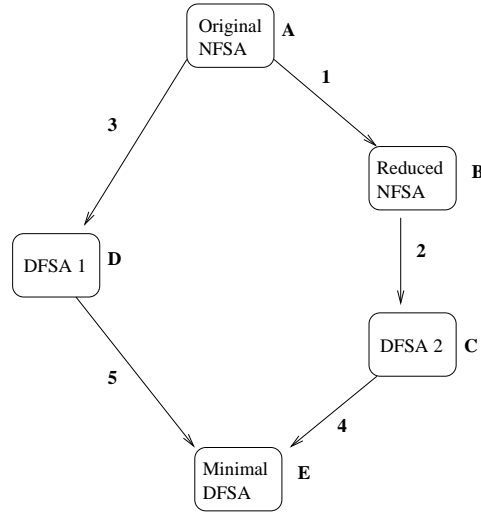 Original
NFSA
A
1
3
Reduced
NFSA
B
2
DFSA 1
D
DFSA 2
C
5
4
Minimal
DFSA
E